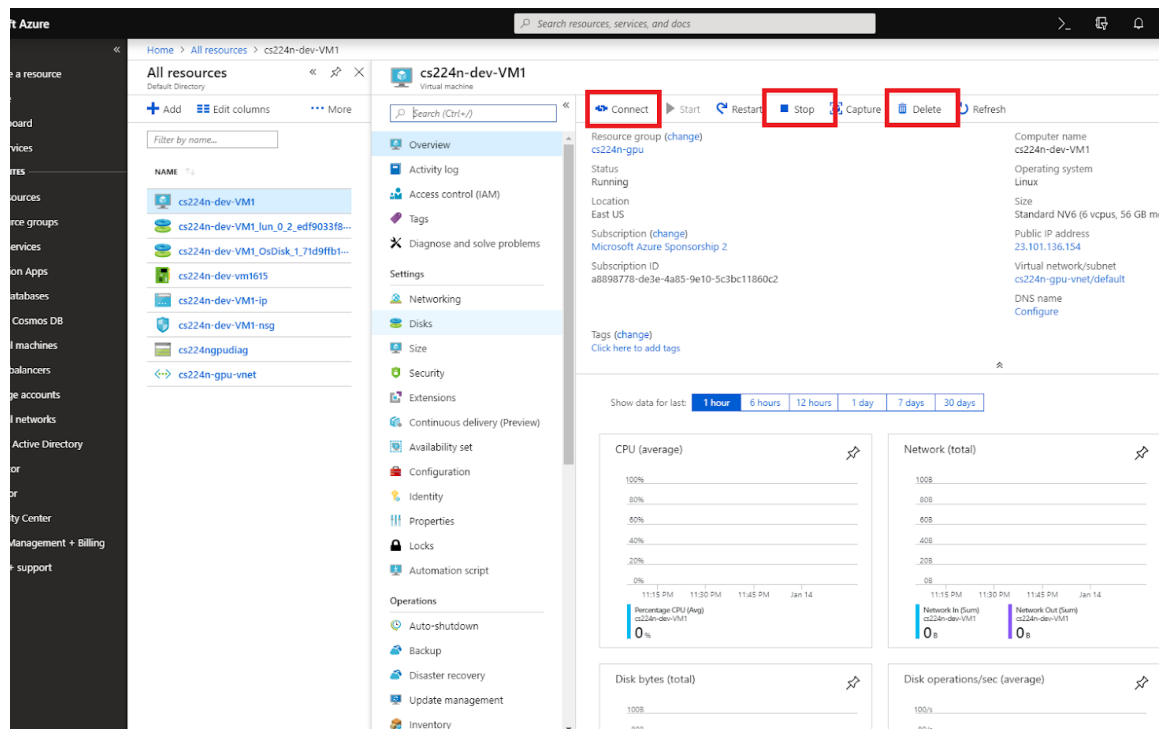 ft Azure
Search resources, services, and docs
Home > All resources > cs224n-dev-VM1
e a resource
oard
rvices
ITES
ources
rce groups
ervices
on Apps
atabases
Cosmos DB
l machines
balancers
ge accounts
l networks
Active Directory
or
or
ity Center
Management + Billing
+ support
All resources
Default Directory
Add
Edit columns
More
Filter by name...
NAME
cs224n-dev-VM1
cs224n-dev-VM1_lun_0_2_edf9033f8...
cs224n-dev-VM1_OsDisk_1_71d9ffb1...
cs224n-dev-vm1615
cs224n-dev-VM1-ip
cs224n-dev-VM1-nsg
cs224ngpudiag
cs224n-gpu-vnet
cs224n-dev-VM1
Virtual machine
Search (Ctrl+/)
Overview
Activity log
Access control (IAM)
Tags
Diagnose and solve problems
Settings
Networking
Disks
Size
Security
Extensions
Continuous delivery (Preview)
Availability set
Configuration
Identity
Properties
Locks
Automation script
Operations
Auto-shutdown
Backup
Disaster recovery
Update management
Inventory
Connect Start Restart Stop Capture Delete Refresh
Resource group (change)
cs224n-gpu
Status
Running
Location
East US
Subscription (change)
Microsoft Azure Sponsorship 2
Subscription ID
a8898778-de3e-4a85-9e10-5c3bc11860c2
Computer name
cs224n-dev-VM1
Operating system
Linux
Size
Standard NV6 (6 vcpus, 56 GB m
Public IP address
23.101.136.154
Virtual network/subnet
cs224n-gpu-vnet/default
DNS name
Configure
Tags (change)
Click here to add tags
Show data for last: 1 hour 6 hours 12 hours 1 day 7 days 30 days
CPU (average)
100%
80%
60%
40%
20%
0%
11:15 PM 11:30 PM 11:45 PM Jan 14
Percentage CPU (Avg)
cs224n-dev-VM1
0 %
Network (total)
100B
80B
60B
40B
20B
0B
11:15 PM 11:30 PM 11:45 PM Jan 14
Network In (Sum)
cs224n-dev-VM1
0 B
Network Out (Sum)
cs224n-dev-VM1
0 B
Disk bytes (total)
100B
Disk operations/sec (average)
100/s